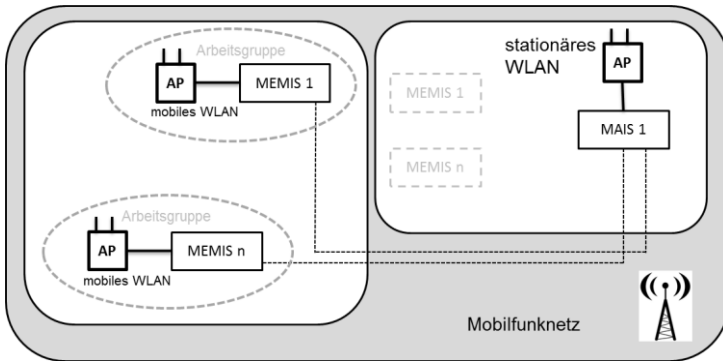 Arbeitsgruppe
AP
MEMIS 1
mobiles WLAN
Arbeitsgruppe
AP
MEMIS n
mobiles WLAN
stationäres
WLAN
AP
MEMIS 1
MAIS 1
MEMIS n
Mobilfunknetz